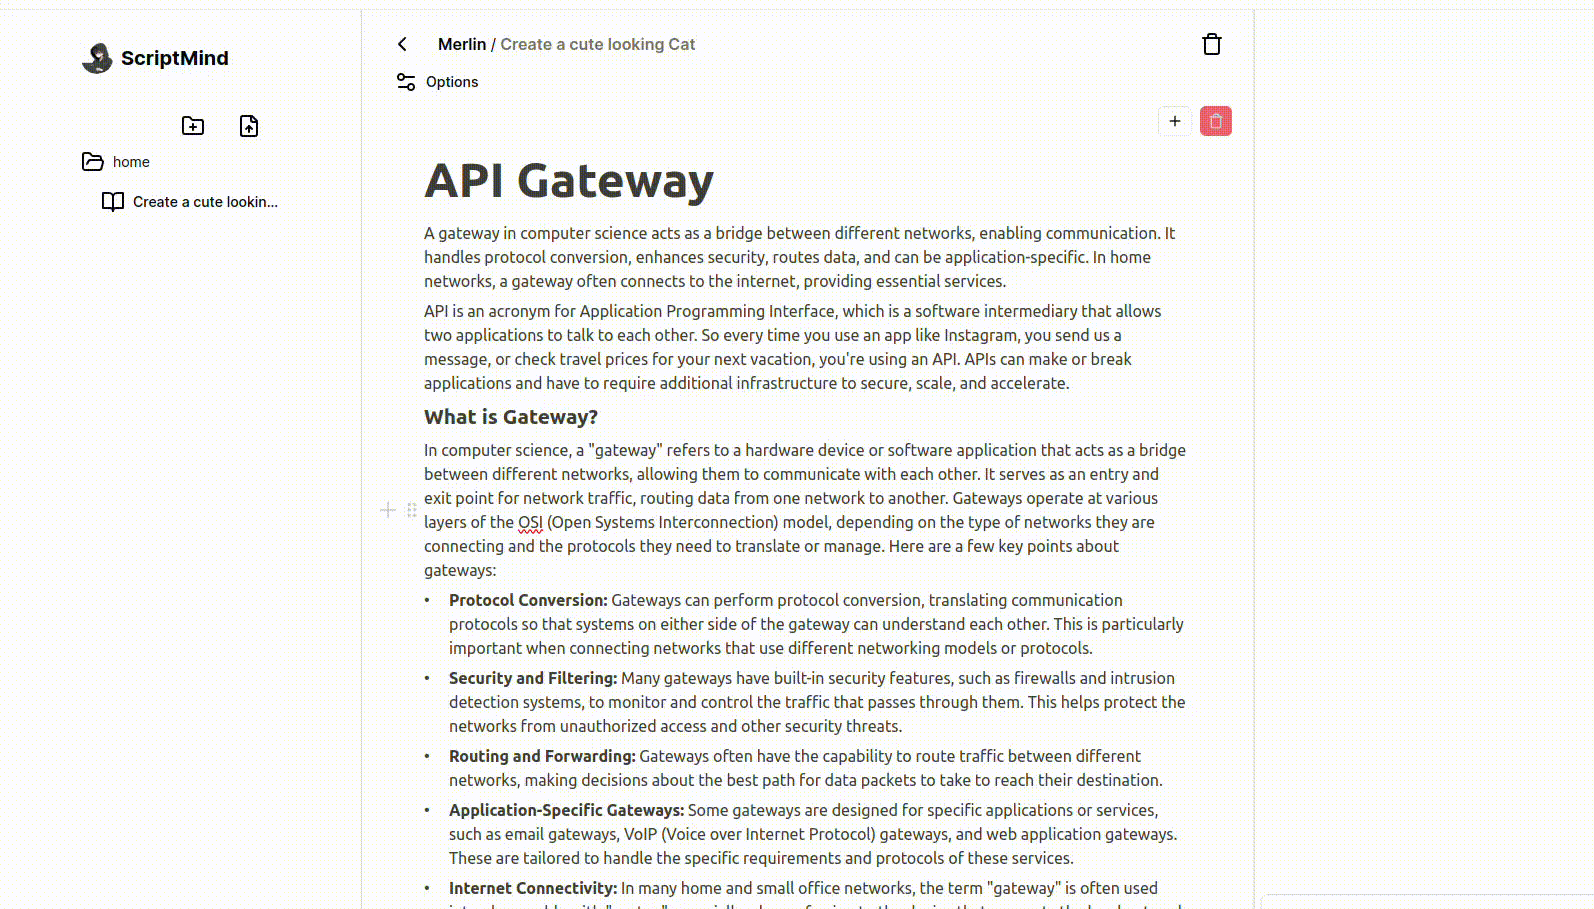 ScriptMind
home
Create a cute lookin...
Merlin / Create a cute looking Cat
Options
API Gateway
A gateway in computer science acts as a bridge between different networks, enabling communication. It
handles protocol conversion, enhances security, routes data, and can be application-specific. In home
networks, a gateway often connects to the internet, providing essential services.
API is an acronym for Application Programming Interface, which is a software intermediary that allows
two applications to talk to each other. So every time you use an app like Instagram, you send us a
message, or check travel prices for your next vacation, you're using an API. APIs can make or break
applications and have to require additional infrastructure to secure, scale, and accelerate.
What is Gateway?
In computer science, a "gateway" refers to a hardware device or software application that acts as a bridge
between different networks, allowing them to communicate with each other. It serves as an entry and
exit point for network traffic, routing data from one network to another. Gateways operate at various
layers of the OSI (Open Systems Interconnection) model, depending on the type of networks they are
connecting and the protocols they need to translate or manage. Here are a few key points about
gateways:
• Protocol Conversion: Gateways can perform protocol conversion, translating communication
protocols so that systems on either side of the gateway can understand each other. This is particularly
important when connecting networks that use different networking models or protocols.
• Security and Filtering: Many gateways have built-in security features, such as firewalls and intrusion
detection systems, to monitor and control the traffic that passes through them. This helps protect the
networks from unauthorized access and other security threats.
• Routing and Forwarding: Gateways often have the capability to route traffic between different
networks, making decisions about the best path for data packets to take to reach their destination.
• Application-Specific Gateways: Some gateways are designed for specific applications or services,
such as email gateways, VoIP (Voice over Internet Protocol) gateways, and web application gateways.
These are tailored to handle the specific requirements and protocols of these services.
• Internet Connectivity: In many home and small office networks, the term "gateway" is often used